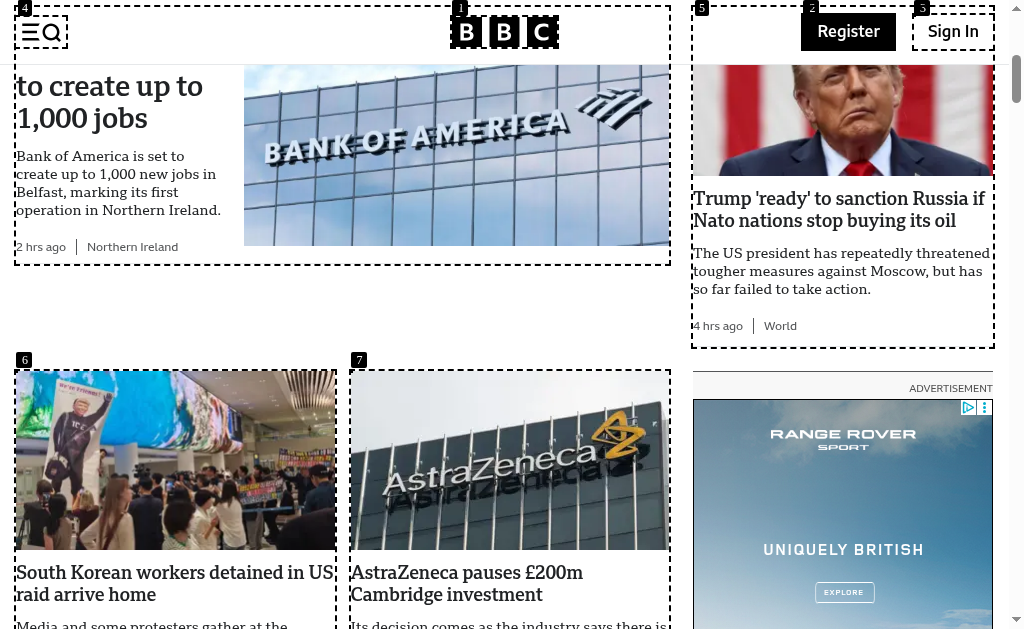 4
1
5
2
3
BBC
Register
Sign In
to create up to
1,000 jobs
Bank of America is set to
create up to 1,000 new jobs in
Belfast, marking its first
operation in Northern Ireland.
2 hrs ago
Northern Ireland
BANK OF AMERICA
Trump 'ready' to sanction Russia if
Nato nations stop buying its oil
The US president has repeatedly threatened
tougher measures against Moscow, but has
so far failed to take action.
4 hrs ago
World
6
7
AstraZeneca
South Korean workers detained in US
raid arrive home
Media and some protesters gather at the
AstraZeneca pauses £200m
Cambridge investment
Its decision comes as the industry says there is
ADVERTISEMENT
RANGE ROVER
SPORT
UNIQUELY BRITISH
EXPLORE